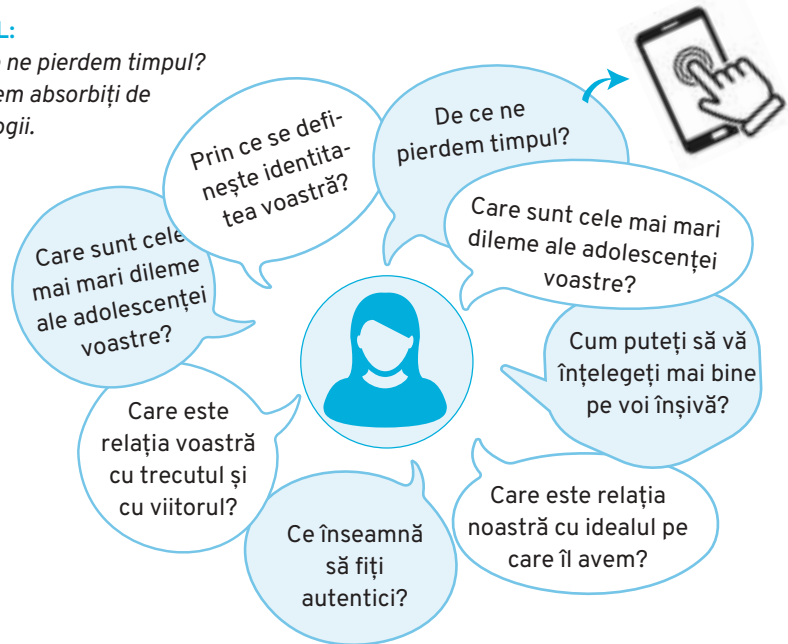 L:
ne pierdem timpul?
em absorbiți de
ogii.
De ce ne
pierdem timpul?
Prin ce se defi-
nește identita-
tea voastră?
Care sunt cele mai mari
dileme ale adolescenței
voastre?
Care sunt cele
mai mari dileme
ale adolescenței
voastre?
Cum puteți să vă
înțelegeți mai bine
pe voi înșivă?
Care este
relația voastră
cu trecutul și
cu viitorul?
Care este relația
noastră cu idealul pe
care îl avem?
Ce înseamnă
să fiți
autentici?